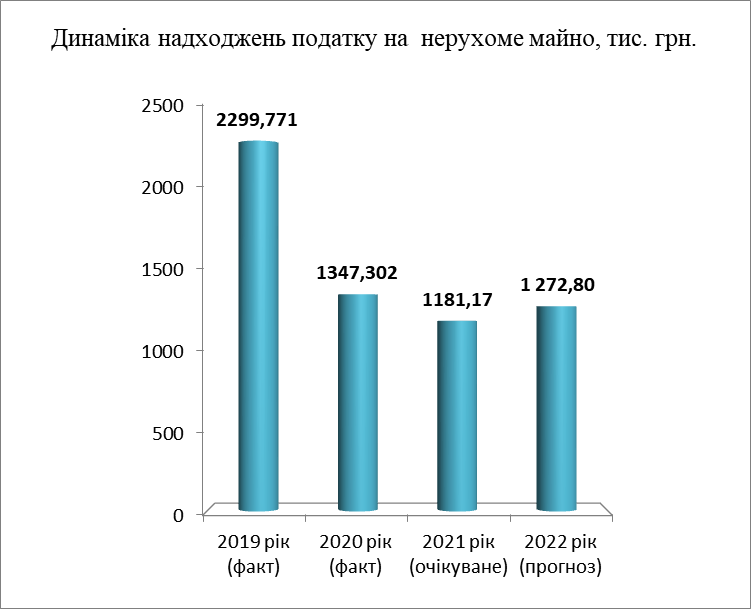 Динаміка надходжень податку на  нерухоме майно, тис. грн.
2500
2000
1500
1000
500
0
2299,771
1347,302
1181,17
1 272,80
2019 рік
(факт)
2020 рік
(факт)
2021 рік
(очікуване)
2022 рік
(прогноз)